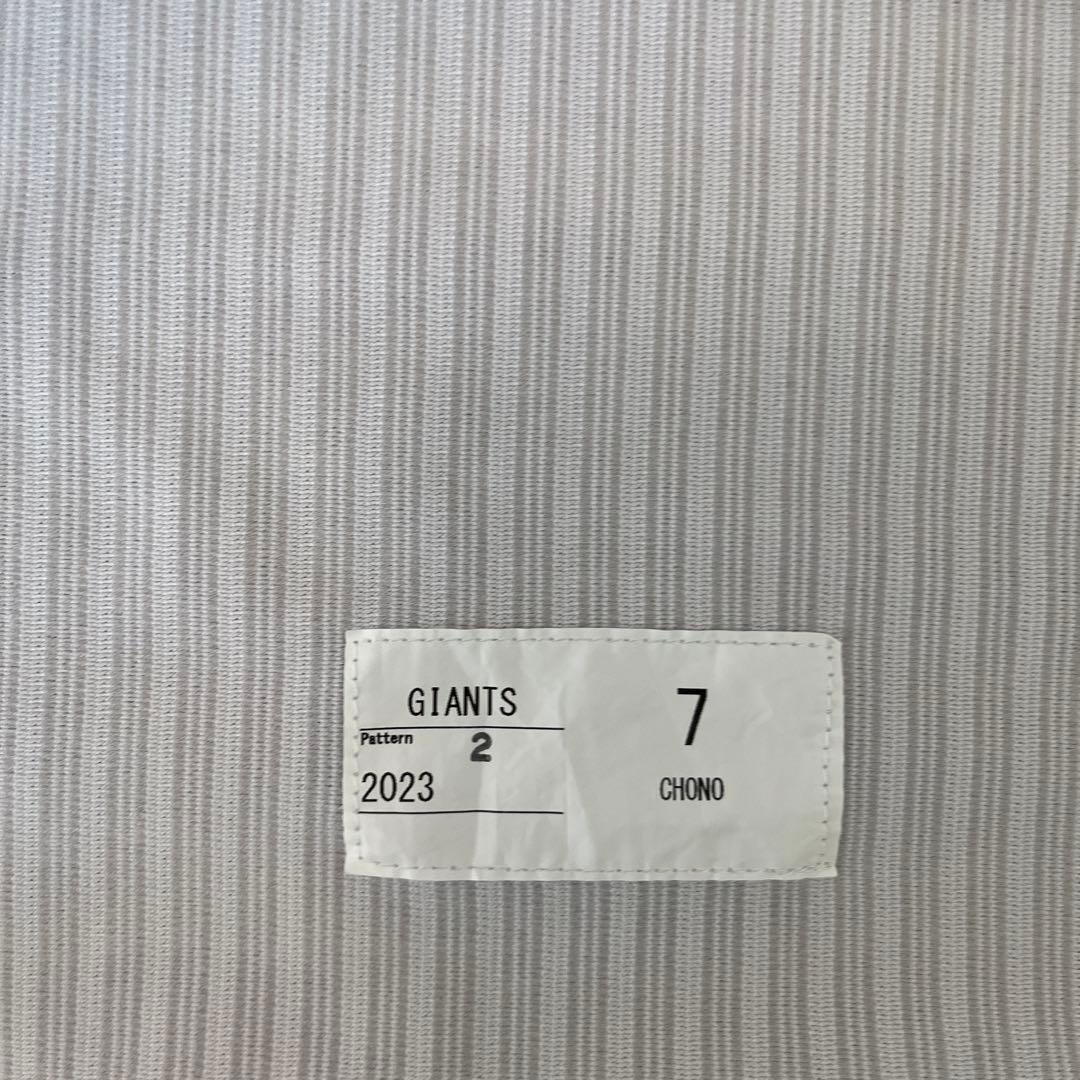 GIANTS
Pattern 2
2023
7
CHONO